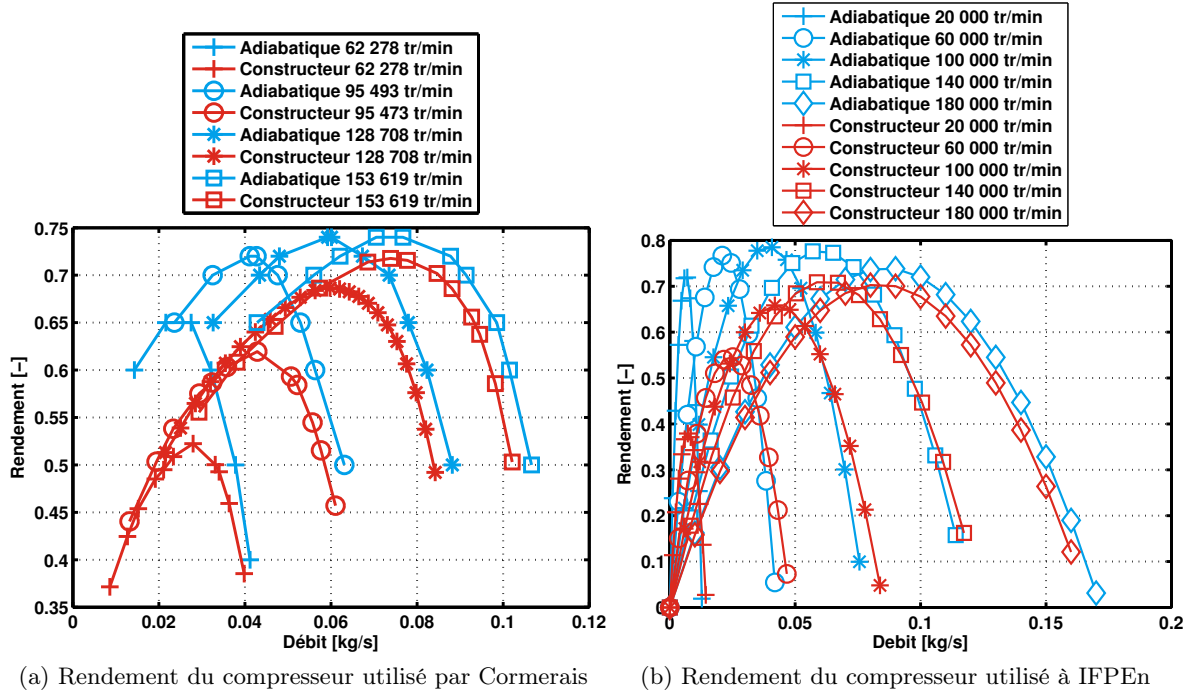 Adiabatique 62 278 tr/min
Constructeur 62 278 tr/min
Adiabatique 95 493 tr/min
Constructeur 95 473 tr/min
Adiabatique 128 708 tr/min
Constructeur 128 708 tr/min
Adiabatique 153 619 tr/min
Constructeur 153 619 tr/min
Rendement [−]
0.75
0.7
0.65
0.6
0.55
0.5
0.45
0.4
0.35
0
0.02
0.04
0.06
0.08
0.1
0.12
Débit [kg/s]
(a) Rendement du compresseur utilisé par Cormerais
Adiabatique 20 000 tr/min
Adiabatique 60 000 tr/min
Adiabatique 100 000 tr/min
Adiabatique 140 000 tr/min
Adiabatique 180 000 tr/min
Constructeur 20 000 tr/min
Constructeur 60 000 tr/min
Constructeur 100 000 tr/min
Constructeur 140 000 tr/min
Constructeur 180 000 tr/min
Rendement [−]
0.8
0.7
0.6
0.5
0.4
0.3
0.2
0.1
0
0
0.05
0.1
0.15
0.2
Debit [kg/s]
(b) Rendement du compresseur utilisé à IFPEn